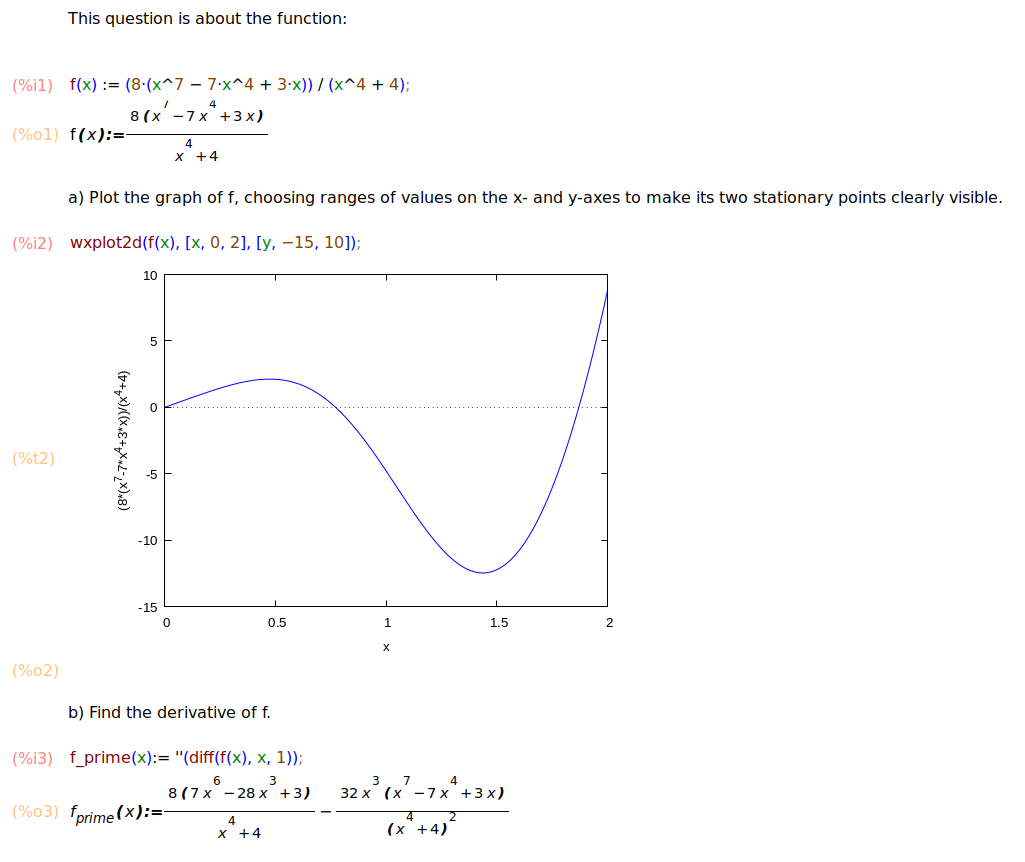 This question is about the function:
(%i1) f(x) := (8·(x^7 − 7·x^4 + 3·x)) / (x^4 + 4);
(%o1) f(x):= 8 (x^7 −7 x^4 +3 x) / x^4 +4
a) Plot the graph of f, choosing ranges of values on the x- and y-axes to make its two stationary points clearly visible.
(%i2) wxplot2d(f(x), [x, 0, 2], [y, −15, 10]);
10
5
0
-5
-10
-15
(8*(x^7-7*x^4+3*x))/(x^4+4)
0 0.5 1 1.5 2
x
(%t2)
(%o2)
b) Find the derivative of f.
(%i3) f_prime(x):= ''(diff(f(x), x, 1));
(%o3) f_prime (x):= 8 (7 x^6 −28 x^3 +3) / x^4 +4 − 32 x^3 (x^7 −7 x^4 +3 x) / (x^4 +4)^2